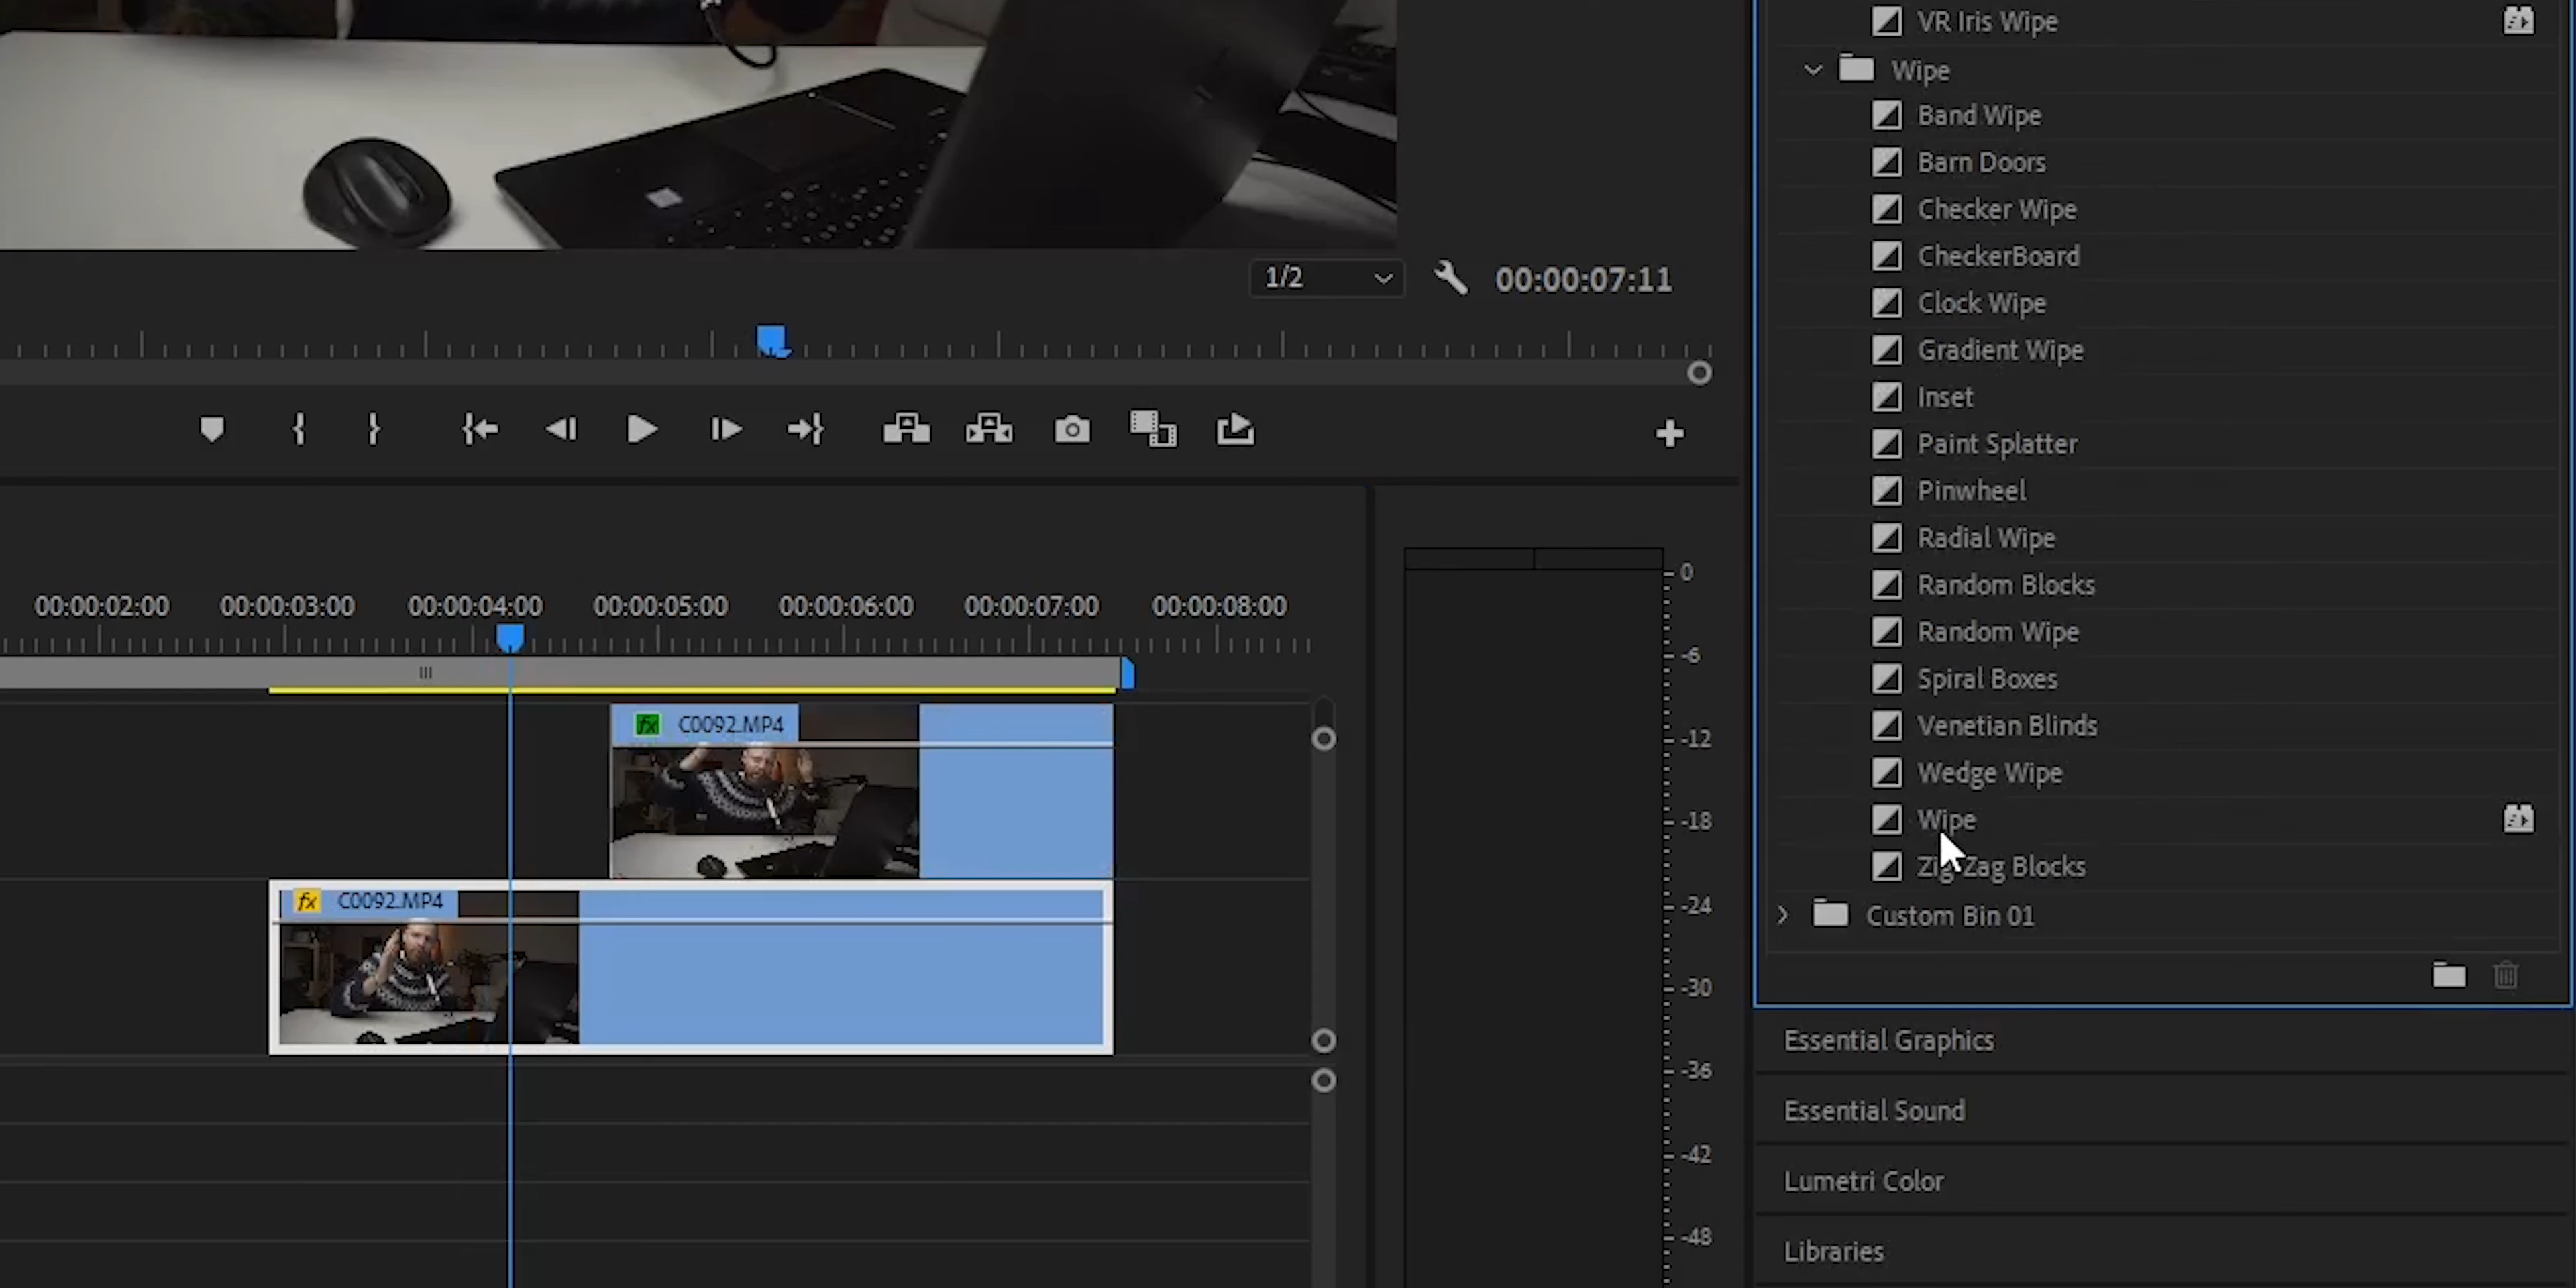 VR Iris Wipe
Wipe
Band Wipe
Barn Doors
Checker Wipe
CheckerBoard
Clock Wipe
Gradient Wipe
Inset
Paint Splatter
Pinwheel
Radial Wipe
Random Blocks
Random Wipe
Spiral Boxes
Venetian Blinds
Wedge Wipe
Wipe
Zig-Zag Blocks
Custom Bin 01
1/2
00:00:07:11
00:00:02:00 00:00:03:00 00:00:04:00 00:00:05:00 00:00:06:00 00:00:07:00 00:00:08:00
fx C0092.MP4
fx C0092.MP4
0
-6
-12
-18
-24
-30
-36
-42
-48
Essential Graphics
Essential Sound
Lumetri Color
Libraries